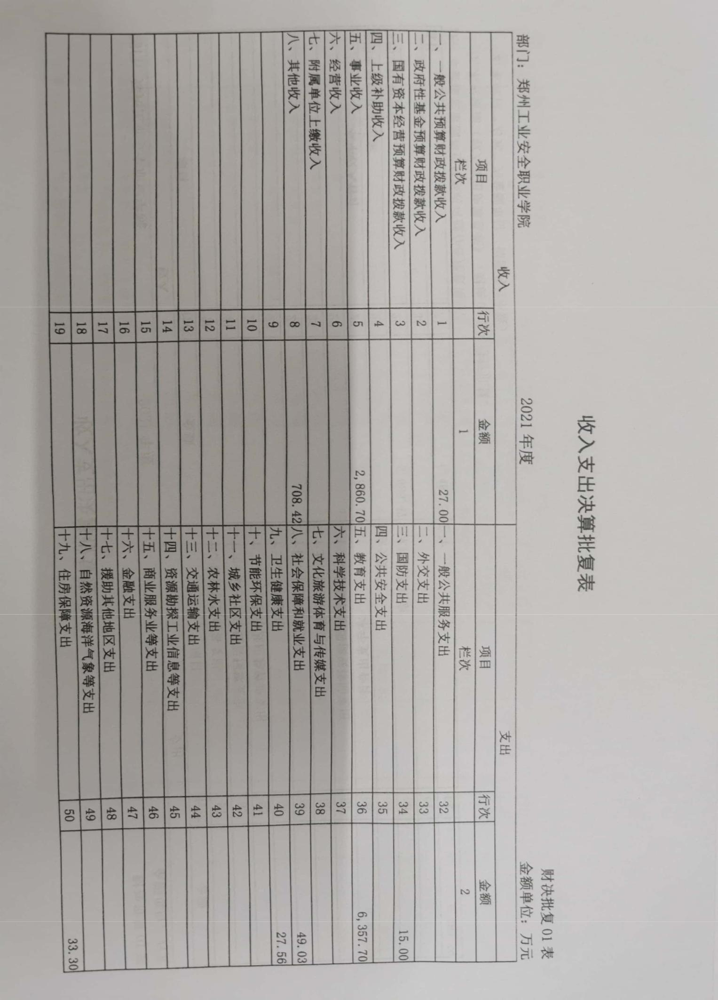 收入支出决算批复表
财决批复 01 表
部门：郑州工业安全职业学院 2021 年度 金额单位：万元
收入 支出
项目 行次 金额 项目 行次 金额
栏次 1 栏次 2
一、一般公共预算财政拨款收入 1 27.00 一、一般公共服务支出 32
二、政府性基金预算财政拨款收入 2 二、外交支出 33
三、国有资本经营预算财政拨款收入 3 三、国防支出 34 15.00
四、上级补助收入 4 四、公共安全支出 35
五、事业收入 5 2,860.70 五、教育支出 36 6,357.70
六、经营收入 6 六、科学技术支出 37
七、附属单位上缴收入 7 七、文化旅游体育与传媒支出 38
八、其他收入 8 708.42 八、社会保障和就业支出 39 49.03
9 九、卫生健康支出 40 27.56
10 十、节能环保支出 41
11 十一、城乡社区支出 42
12 十二、农林水支出 43
13 十三、交通运输支出 44
14 十四、资源勘探工业信息等支出 45
15 十五、商业服务业等支出 46
16 十六、金融支出 47
17 十七、援助其他地区支出 48
18 十八、自然资源海洋气象等支出 49
19 十九、住房保障支出 50 33.30